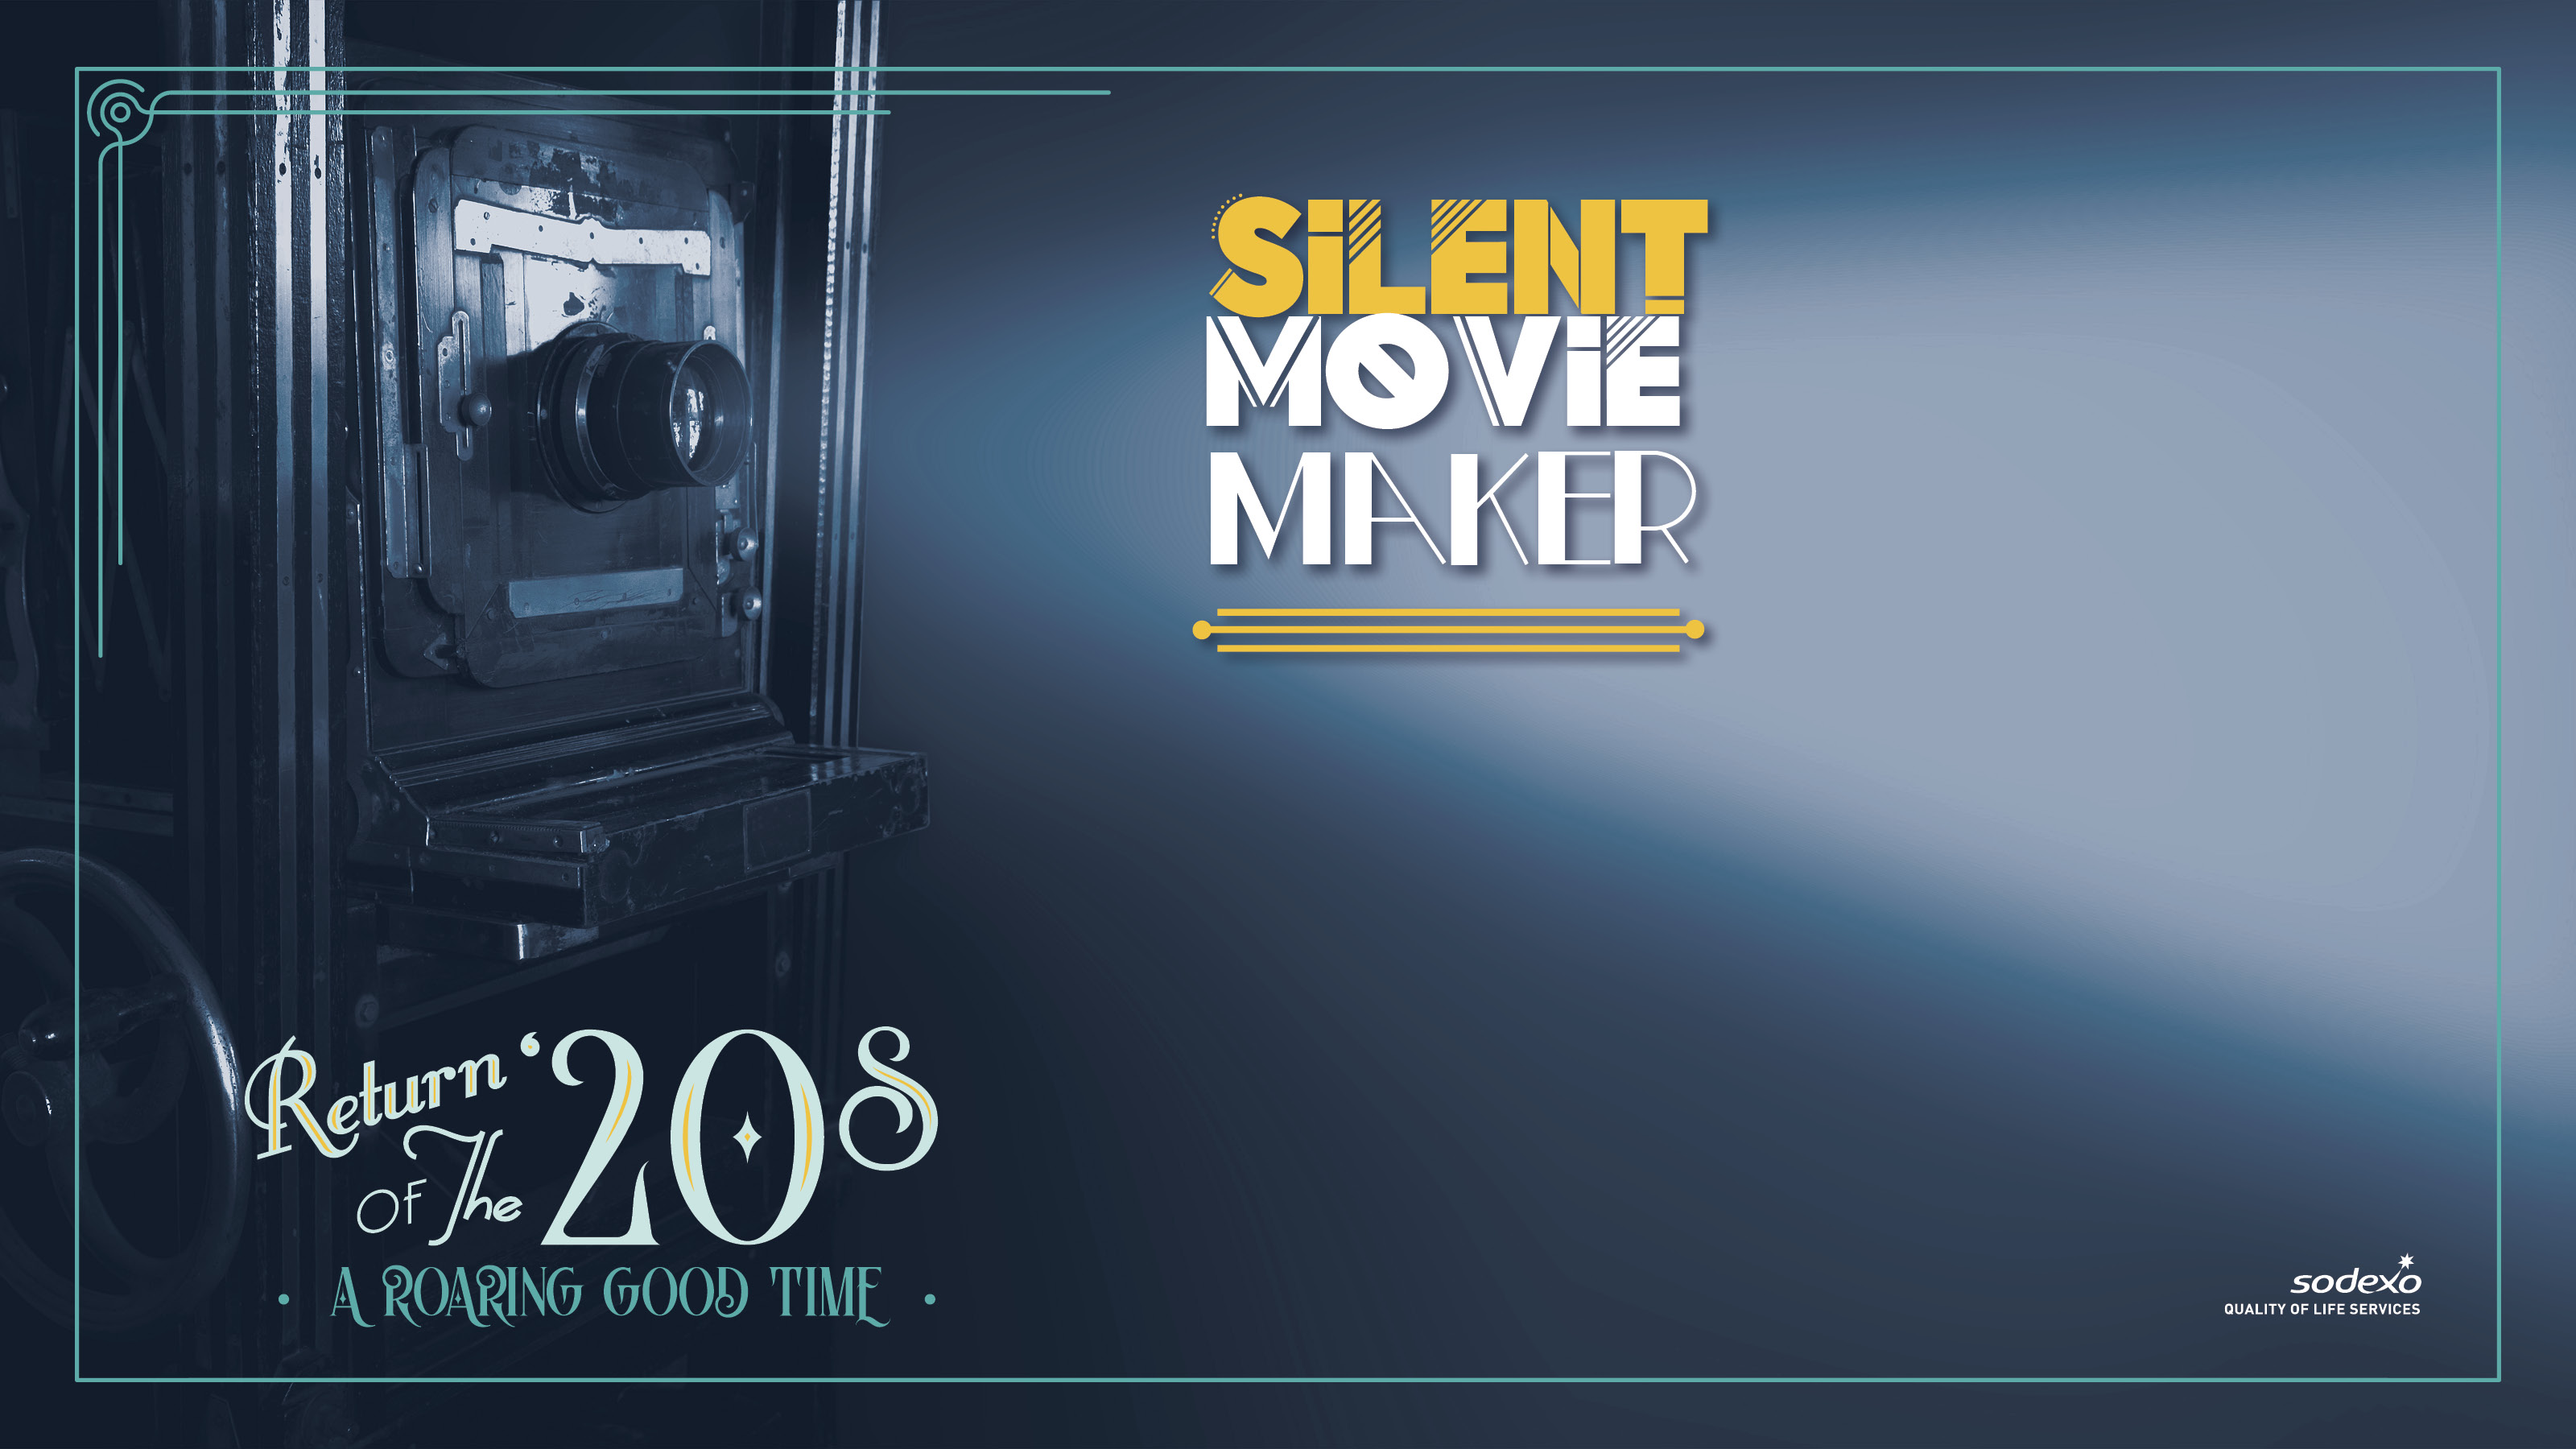 SiLENT
MOViE
MAKER
Return
OF The
‘20s
A ROARING GOOD TIME
sodexo
QUALITY OF LIFE SERVICES